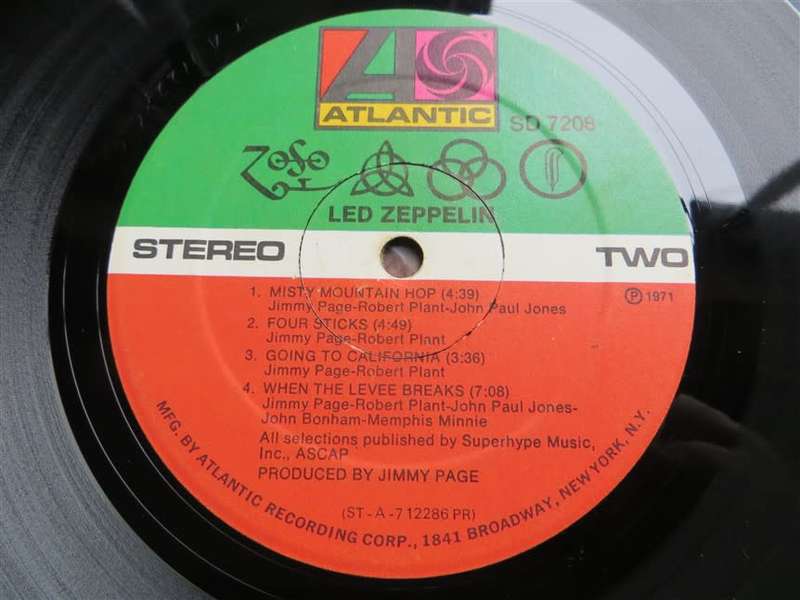 ATLANTIC
SD 7208
ZoSo
LED ZEPPELIN
STEREO
TWO
1. MISTY MOUNTAIN HOP (4:39)
Jimmy Page-Robert Plant-John Paul Jones
℗ 1971
2. FOUR STICKS (4:49)
Jimmy Page-Robert Plant
3. GOING TO CALIFORNIA (3:36)
Jimmy Page-Robert Plant
4. WHEN THE LEVEE BREAKS (7:08)
Jimmy Page-Robert Plant-John Paul Jones-
John Bonham-Memphis Minnie
All selections published by Superhype Music,
Inc., ASCAP
PRODUCED BY JIMMY PAGE
(ST-A-712286 PR)
MFG. BY ATLANTIC RECORDING CORP., 1841 BROADWAY, NEW YORK, N.Y.